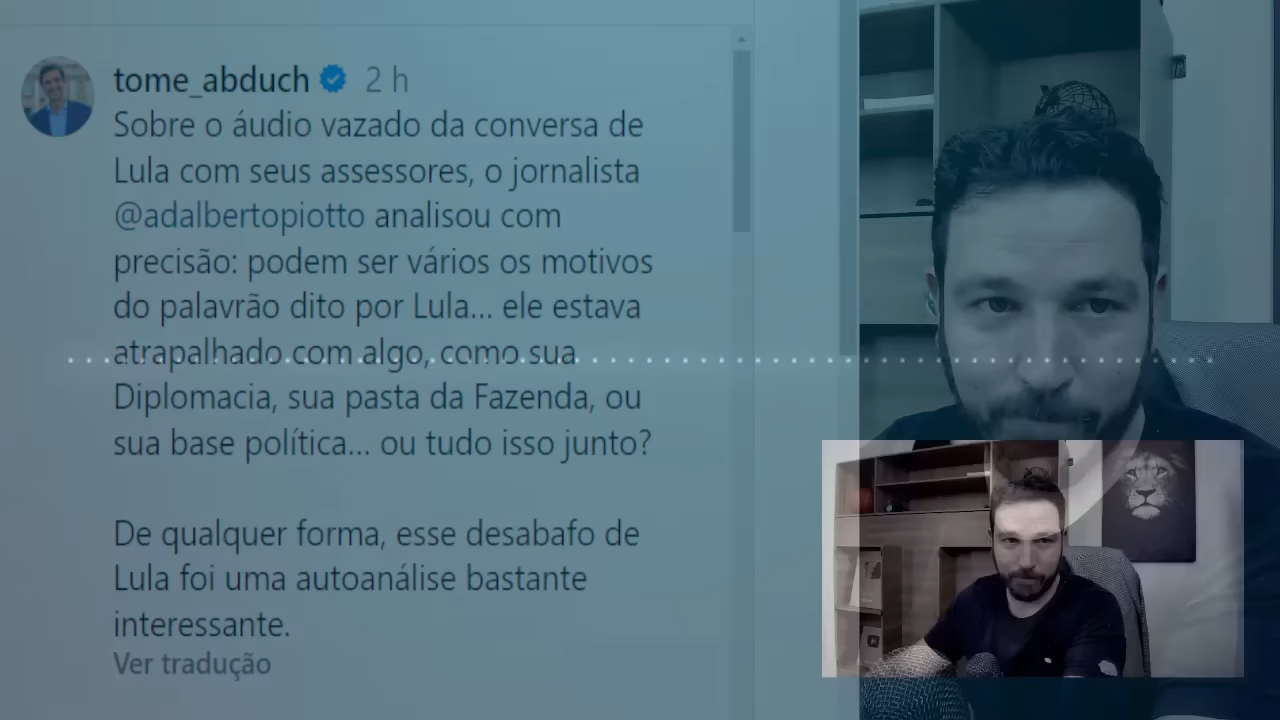 tome_abduch 2 h
Sobre o áudio vazado da conversa de
Lula com seus assessores, o jornalista
@adalbertopiotto analisou com
precisão: podem ser vários os motivos
do palavrão dito por Lula... ele estava
atrapalhado com algo, como sua
Diplomacia, sua pasta da Fazenda, ou
sua base política... ou tudo isso junto?
De qualquer forma, esse desabafo de
Lula foi uma autoanálise bastante
interessante.
Ver tradução